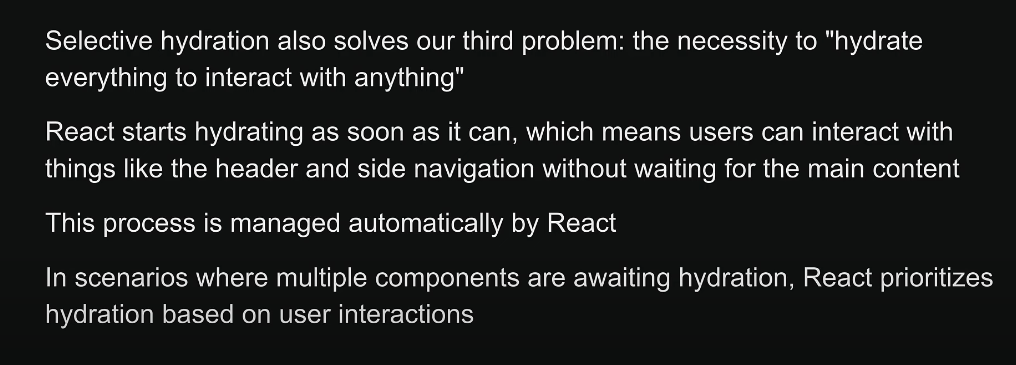 Selective hydration also solves our third problem: the necessity to "hydrate
everything to interact with anything"
React starts hydrating as soon as it can, which means users can interact with
things like the header and side navigation without waiting for the main content
This process is managed automatically by React
In scenarios where multiple components are awaiting hydration, React prioritizes
hydration based on user interactions